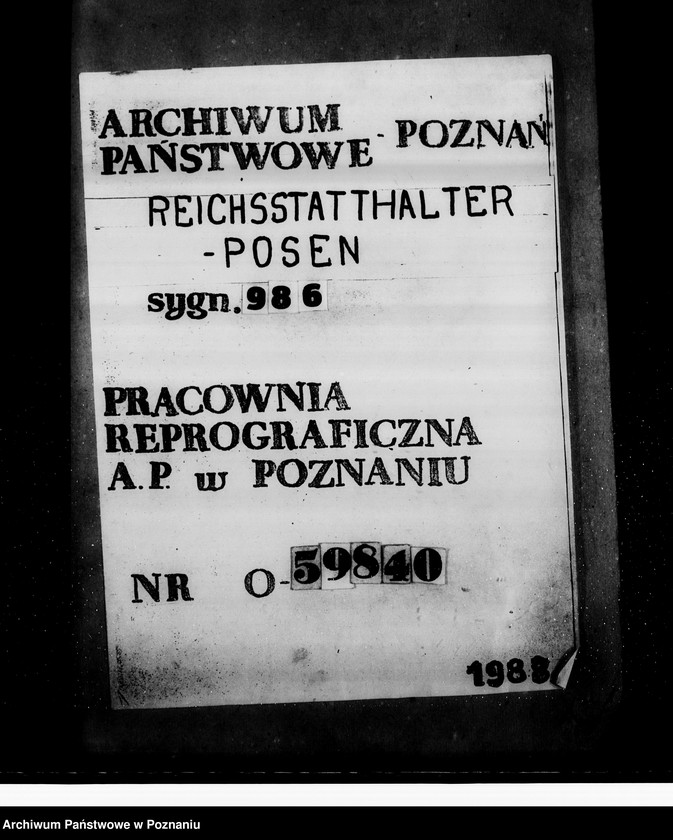 ARCHIWUM
PAŃSTWOWE - POZNAŃ
REICHSSTATTHALTER
-POSEN
sygn. 986
PRACOWNIA
REPROGRAFICZNA
A.P. w POZNANIU
NR O-59840
1988
Archiwum Państwowe w Poznaniu